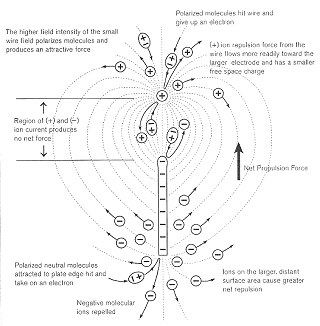 Polarized molecules hit wire and
give up an electron
The higher field intensity of the small
wire field polarizes molecules and
produces an attractive force
(+) ion repulsion force from the
wire flows more readily toward the
larger electrode and has a smaller
free space charge
Region of (+) and (−)
ion current produces
no net force
Net Propulsion Force
Polarized neutral molecules
attracted to plate edge hit and
take on an electron
Ions on the larger, distant
surface area cause greater
net repulsion
Negative molecular
ions repelled